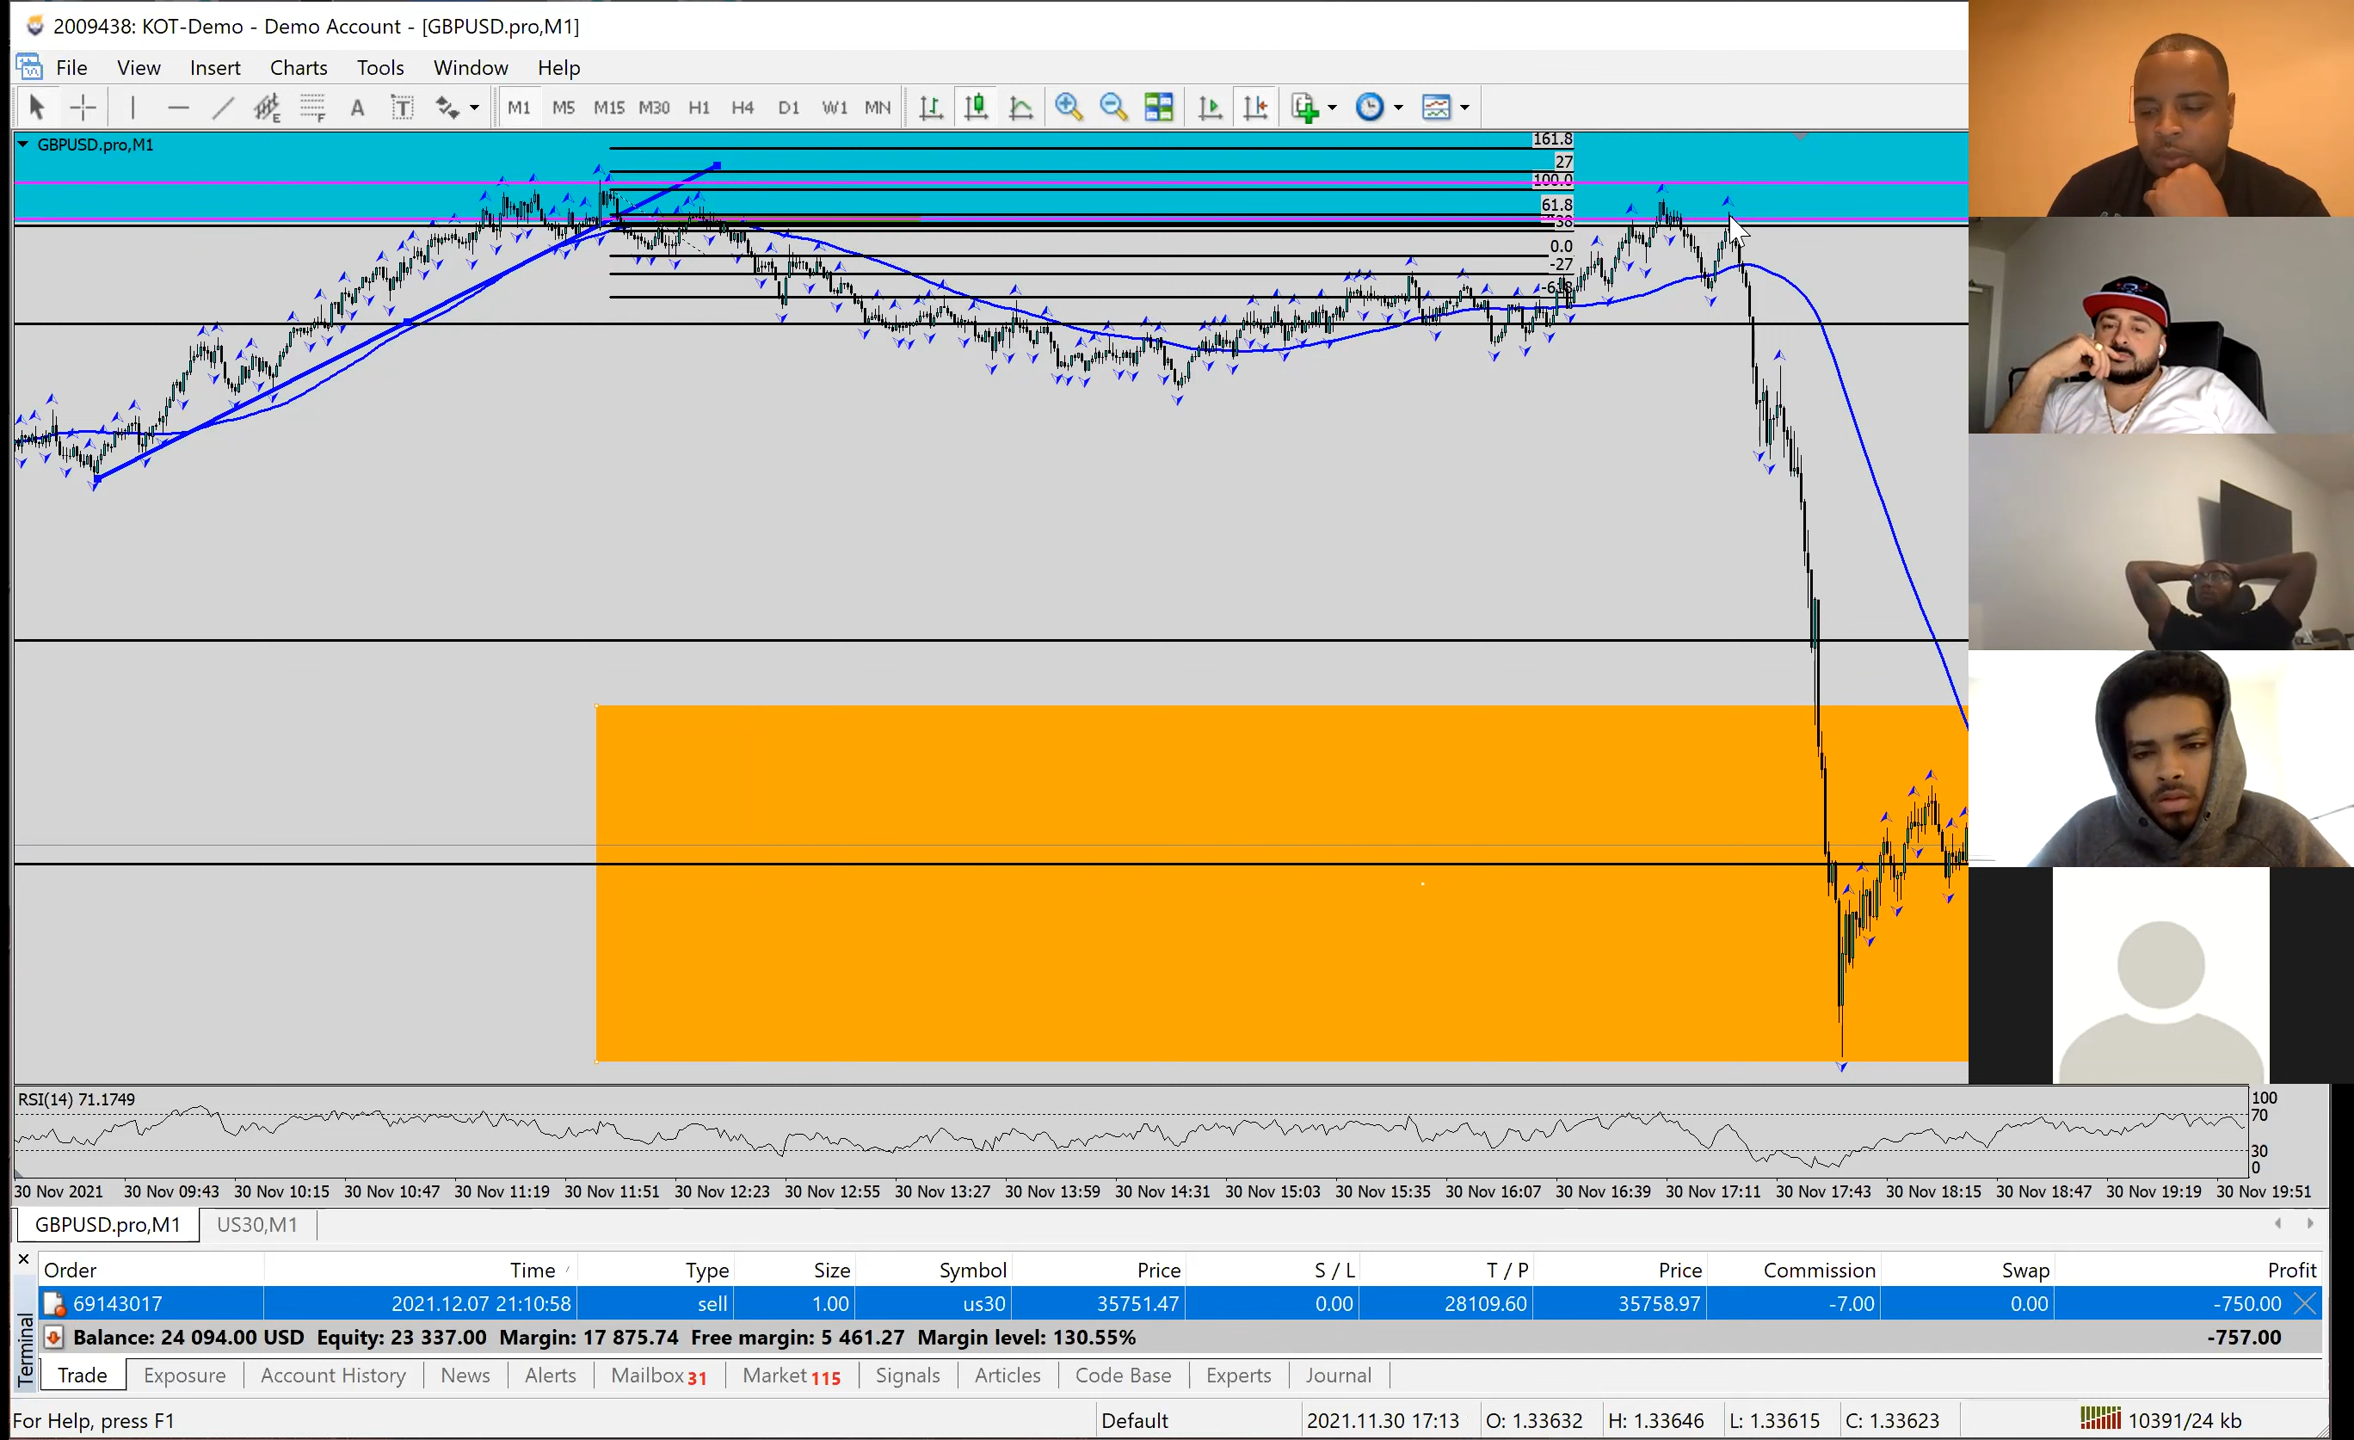 2009438: KOT-Demo - Demo Account - [GBPUSD.pro,M1]
File View Insert Charts Tools Window Help
E F A T M1 M5 M15 M30 H1 H4 D1 W1 MN
GBPUSD.pro,M1
161.8
27
100.0
61.8
38
0.0
-27
-61.8
RSI(14) 71.1749
100
70
30
0
30 Nov 2021 30 Nov 09:43 30 Nov 10:15 30 Nov 10:47 30 Nov 11:19 30 Nov 11:51 30 Nov 12:23 30 Nov 12:55 30 Nov 13:27 30 Nov 13:59 30 Nov 14:31 30 Nov 15:03 30 Nov 15:35 30 Nov 16:07 30 Nov 16:39 30 Nov 17:11 30 Nov 17:43 30 Nov 18:15 30 Nov 18:47 30 Nov 19:19 30 Nov 19:51
GBPUSD.pro,M1 US30,M1
Order Time Type Size Symbol Price S / L T / P Price Commission Swap Profit
69143017 2021.12.07 21:10:58 sell 1.00 us30 35751.47 0.00 28109.60 35758.97 -7.00 0.00 -750.00
Balance: 24 094.00 USD Equity: 23 337.00 Margin: 17 875.74 Free margin: 5 461.27 Margin level: 130.55% -757.00
Terminal
Trade Exposure Account History News Alerts Mailbox 31 Market 115 Signals Articles Code Base Experts Journal
For Help, press F1 Default 2021.11.30 17:13 O: 1.33632 H: 1.33646 L: 1.33615 C: 1.33623 10391/24 kb